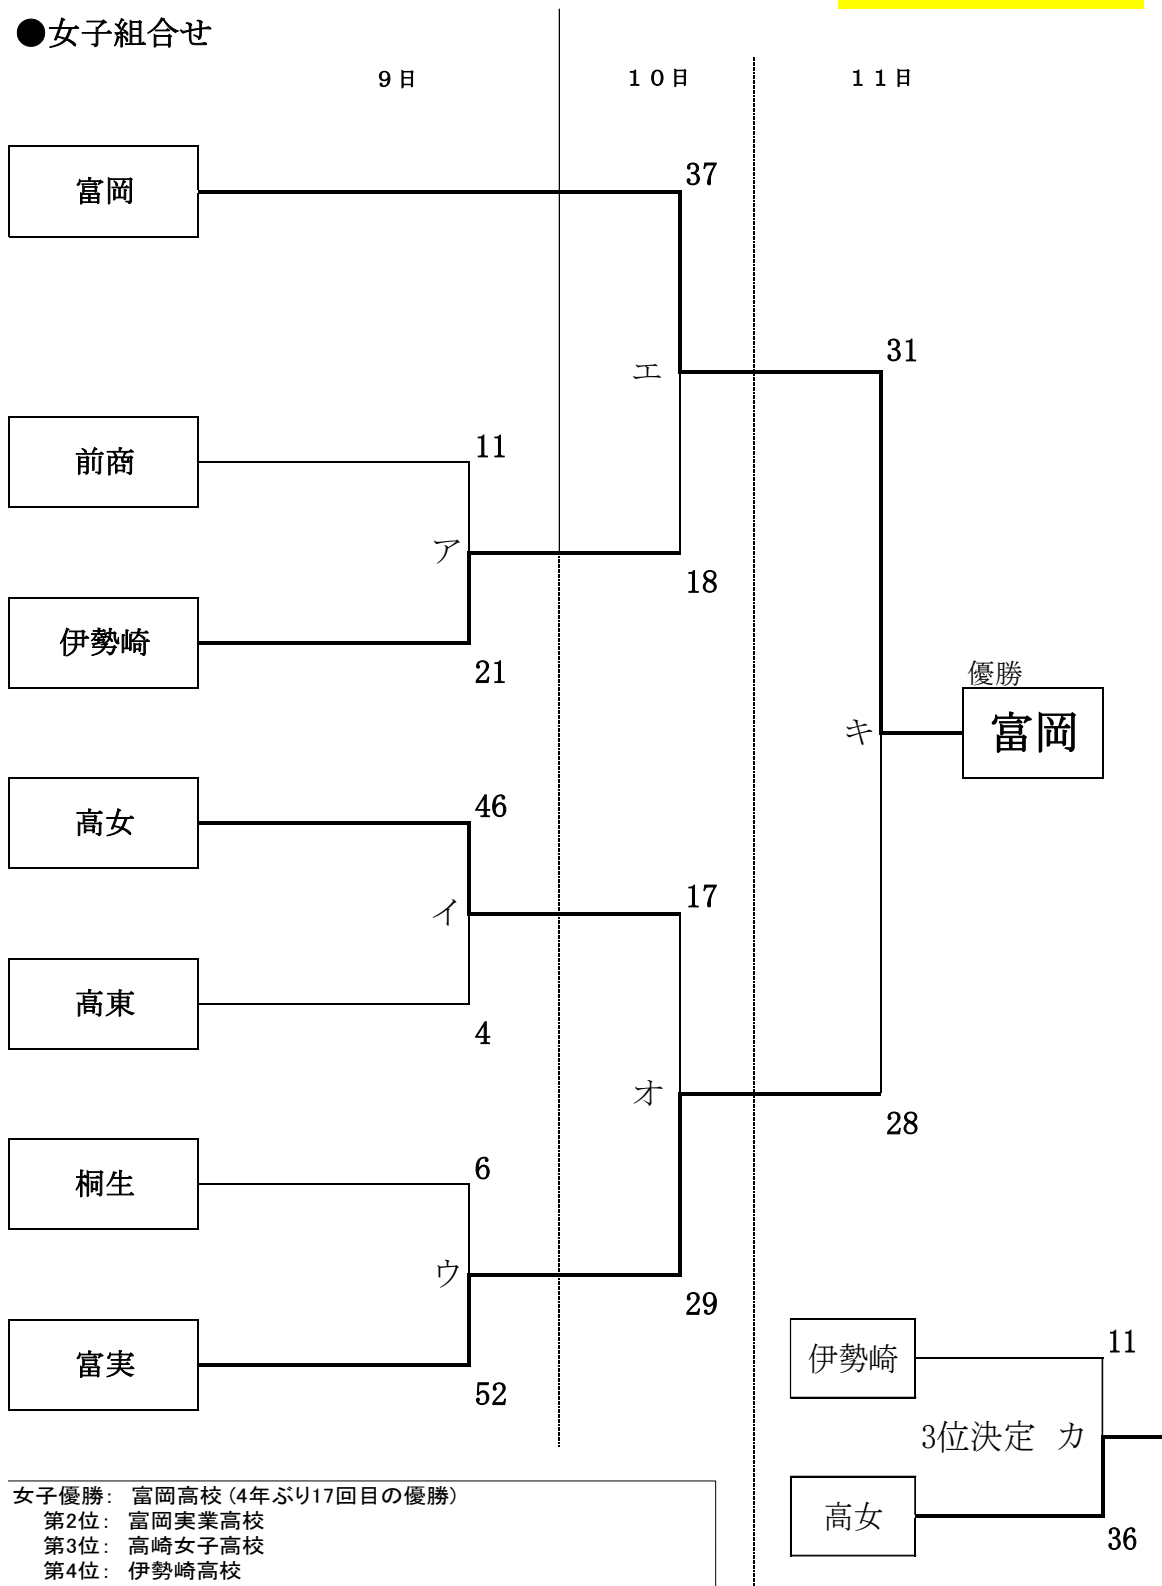 ●女子組合せ
９日
１０日
１１日
富岡
37
エ
31
前商
11
ア
18
伊勢崎
21
優勝
富岡
キ
高女
46
イ
17
高東
4
オ
28
桐生
6
ウ
29
富実
52
伊勢崎
11
3位決定 カ
高女
36
女子優勝： 富岡高校（4年ぶり17回目の優勝）
第2位： 富岡実業高校
第3位： 高崎女子高校
第4位： 伊勢崎高校